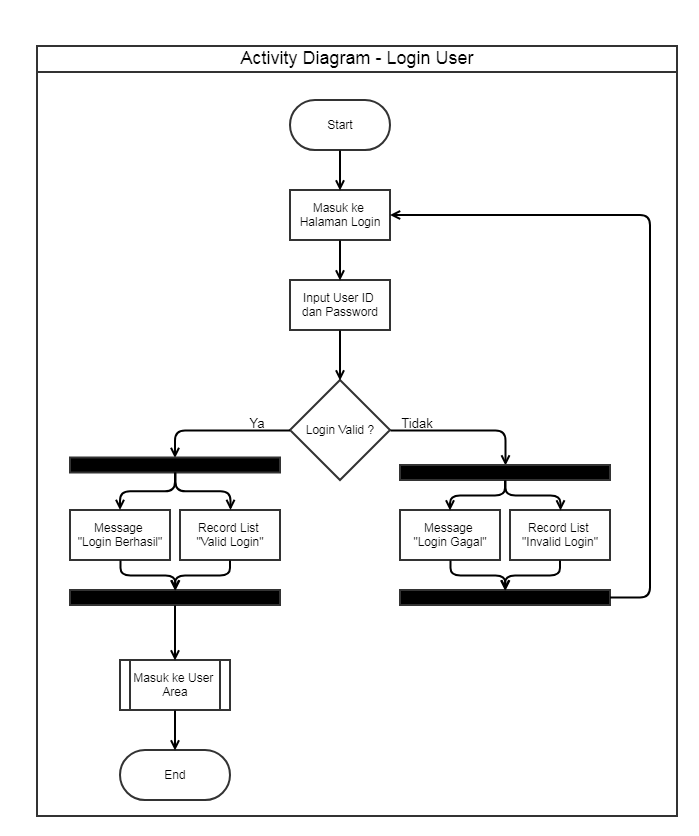 Activity Diagram - Login User
Start
Masuk ke
Halaman Login
Input User ID
dan Password
Login Valid ?
Ya
Tidak
Message
"Login Berhasil"
Record List
"Valid Login"
Message
"Login Gagal"
Record List
"Invalid Login"
Masuk ke User
Area
End